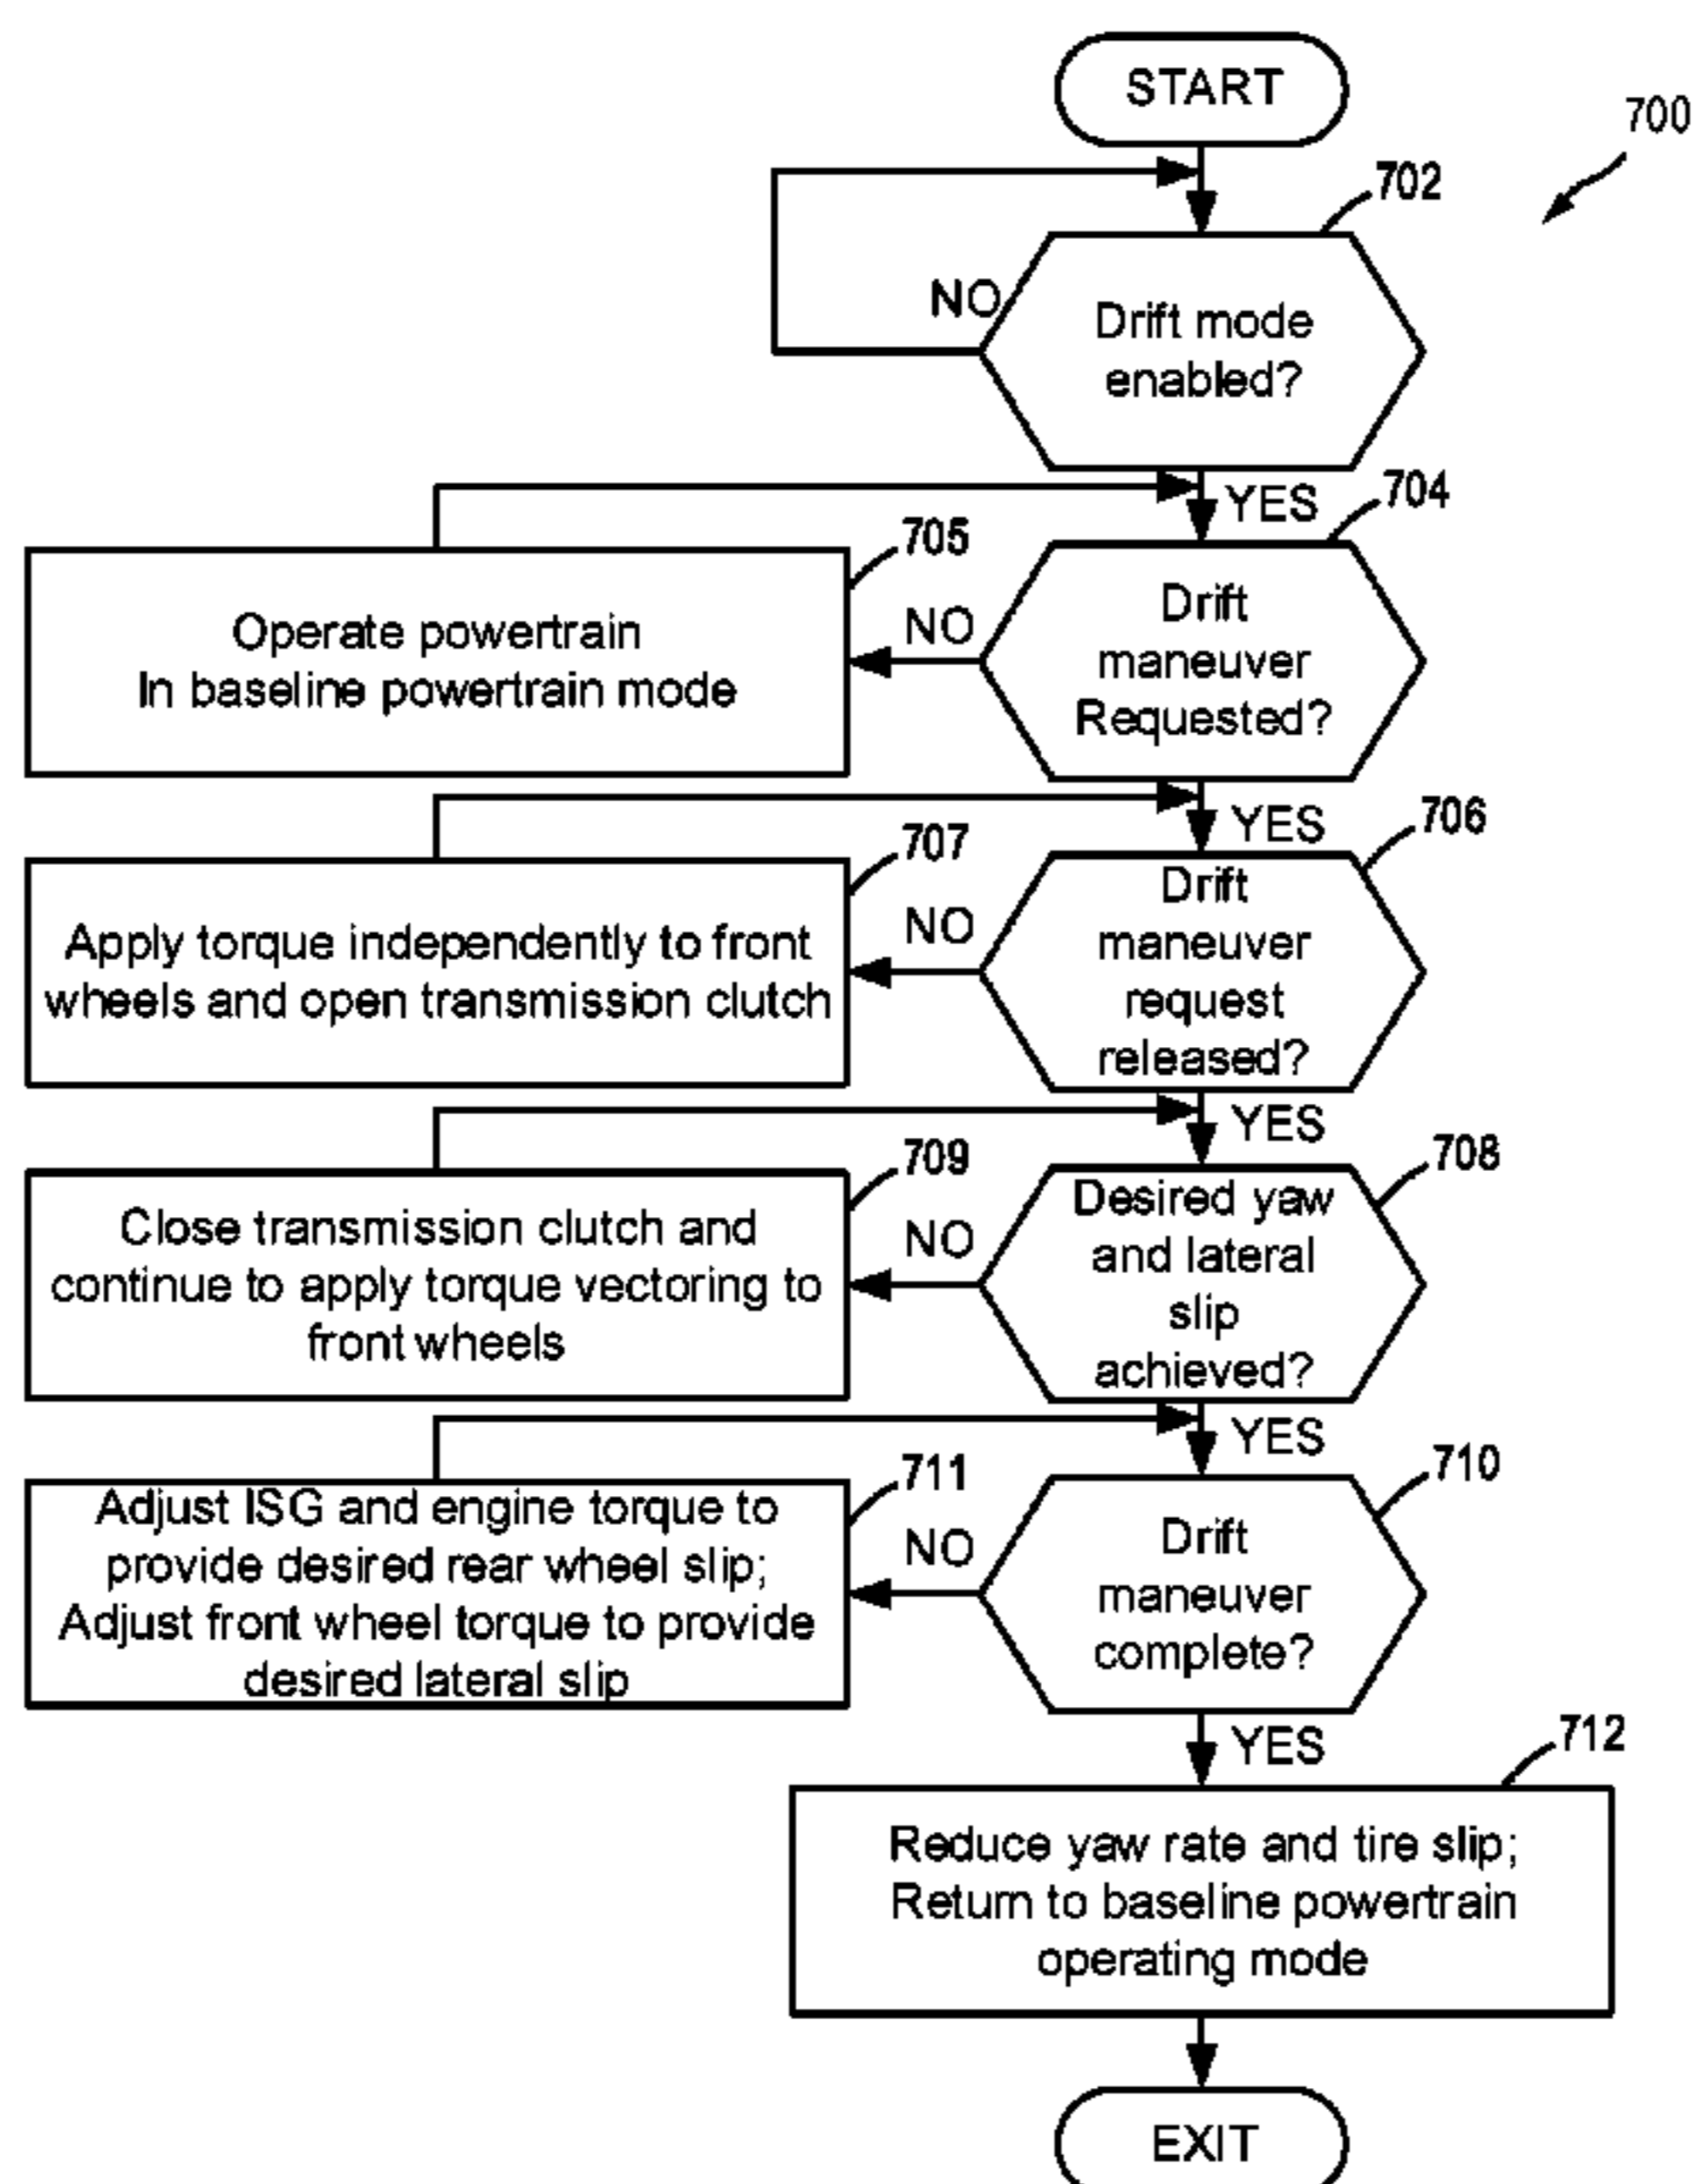 START
700
702
NO
Drift mode
enabled?
YES
704
705
Operate powertrain
In baseline powertrain mode
NO
Drift
maneuver
Requested?
YES
706
707
Apply torque independently to front
wheels and open transmission clutch
NO
Drift
maneuver
request
released?
YES
708
709
Close transmission clutch and
continue to apply torque vectoring to
front wheels
NO
Desired yaw
and lateral
slip
achieved?
YES
710
711
Adjust ISG and engine torque to
provide desired rear wheel slip;
Adjust front wheel torque to provide
desired lateral slip
NO
Drift
maneuver
complete?
YES
712
Reduce yaw rate and tire slip;
Return to baseline powertrain
operating mode
EXIT